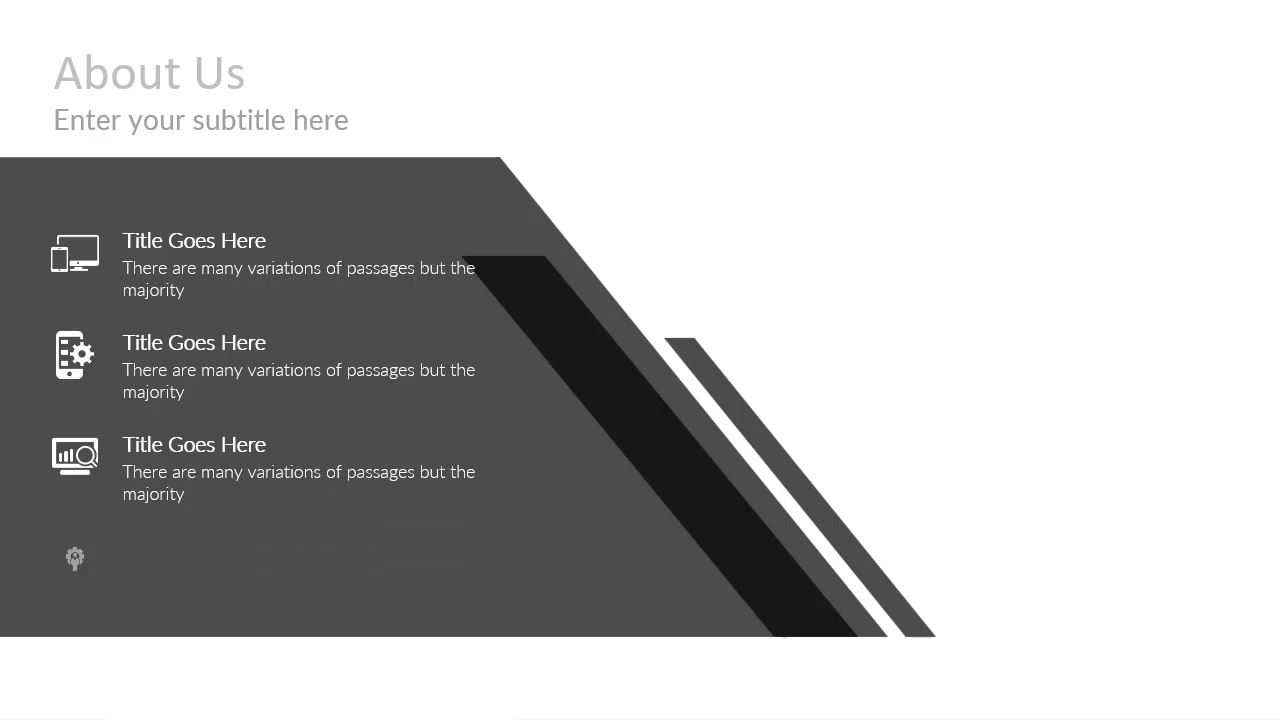 About Us
Enter your subtitle here
Title Goes Here
There are many variations of passages but the
majority
Title Goes Here
There are many variations of passages but the
majority
Title Goes Here
There are many variations of passages but the
majority